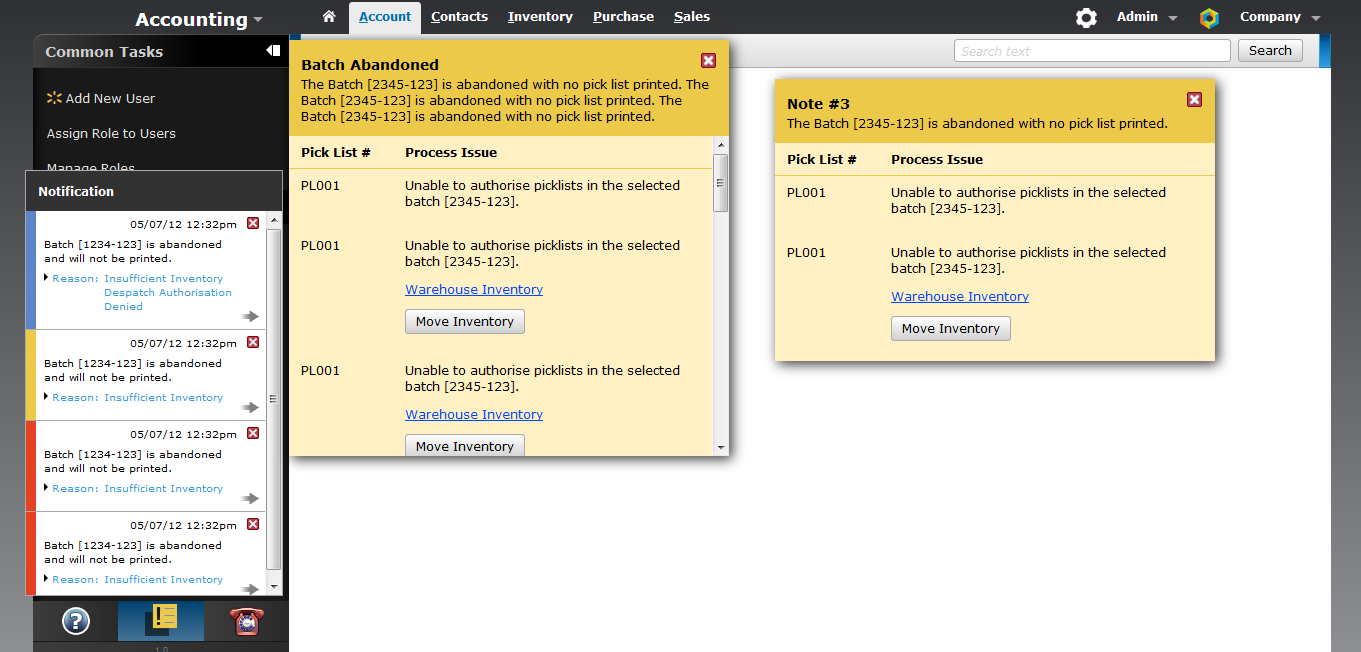 Accounting
Account Contacts Inventory Purchase Sales
Admin Company
Common Tasks
Search text Search
Add New User
Assign Role to Users
Manage Roles
Notification
05/07/12 12:32pm
Batch [1234-123] is abandoned
and will not be printed.
Reason: Insufficient Inventory
Despatch Authorisation
Denied
05/07/12 12:32pm
Batch [1234-123] is abandoned
and will not be printed.
Reason: Insufficient Inventory
05/07/12 12:32pm
Batch [1234-123] is abandoned
and will not be printed.
Reason: Insufficient Inventory
05/07/12 12:32pm
Batch [1234-123] is abandoned
and will not be printed.
Reason: Insufficient Inventory
1.0
Batch Abandoned
The Batch [2345-123] is abandoned with no pick list printed. The
Batch [2345-123] is abandoned with no pick list printed. The
Batch [2345-123] is abandoned with no pick list printed.
Pick List # Process Issue
PL001 Unable to authorise picklists in the selected
batch [2345-123].
PL001 Unable to authorise picklists in the selected
batch [2345-123].
Warehouse Inventory
Move Inventory
PL001 Unable to authorise picklists in the selected
batch [2345-123].
Warehouse Inventory
Move Inventory
Note #3
The Batch [2345-123] is abandoned with no pick list printed.
Pick List # Process Issue
PL001 Unable to authorise picklists in the selected
batch [2345-123].
PL001 Unable to authorise picklists in the selected
batch [2345-123].
Warehouse Inventory
Move Inventory